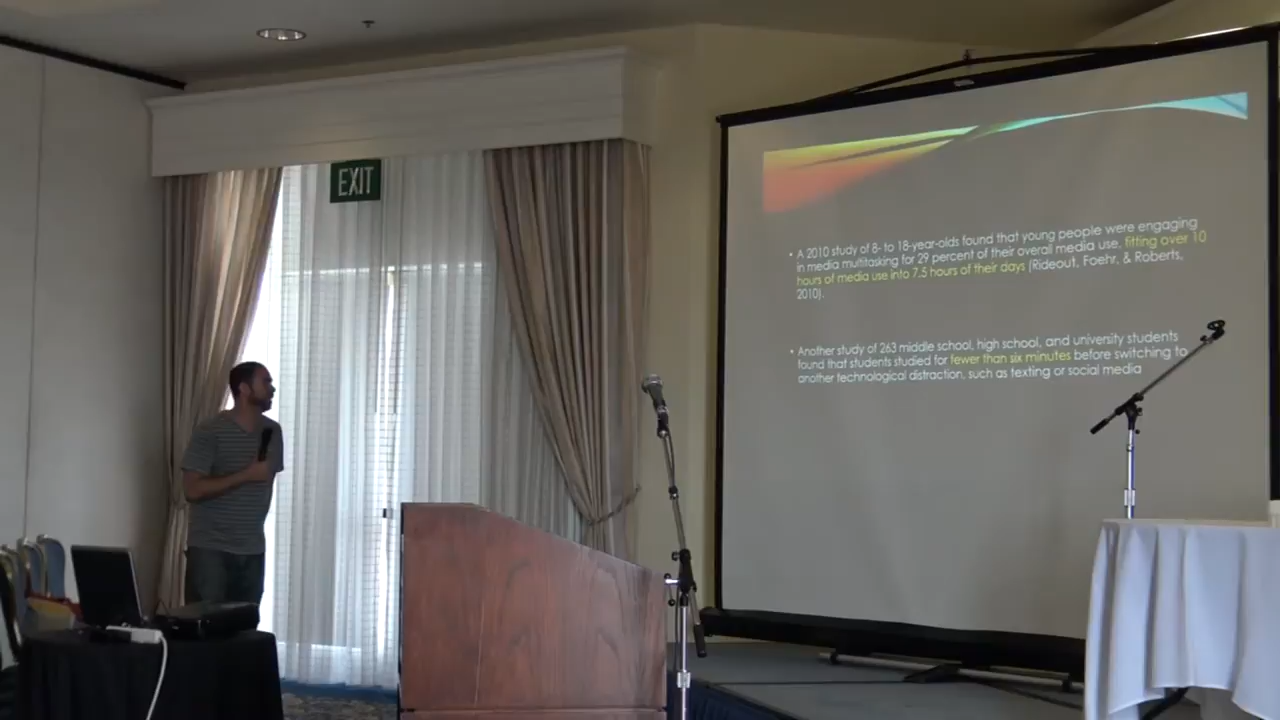 EXIT
• A 2010 study of 8- to 18-year-olds found that young people were engaging
in media multitasking for 29 percent of their overall media use, fitting over 10
hours of media use into 7.5 hours of their days (Rideout, Foehr, & Roberts,
2010).
• Another study of 263 middle school, high school, and university students
found that students studied for fewer than six minutes before switching to
another technological distraction, such as texting or social media